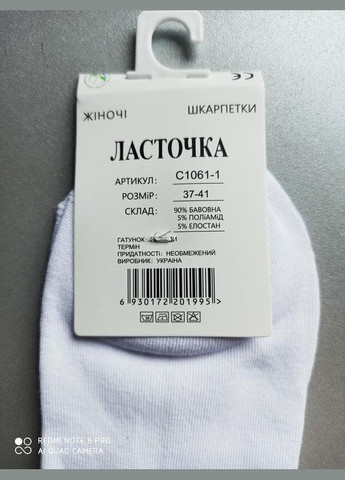 CE
ЖІНОЧІ ШКАРПЕТКИ
ЛАСТОЧКА
АРТИКУЛ: С1061-1
РОЗМІР: 37-41
СКЛАД: 90% БАВОВНА
5% ПОЛІАМІД
5% ЕЛОСТАН
ГАТУНОК:
ТЕРМІН
ПРИДАТНОСТІ: НЕОБМЕЖЕНИЙ
ВИРОБНИК: УКРАЇНА
6 930172 201995 >
REDMI NOTE 8 PRO
AI QUAD CAMERA